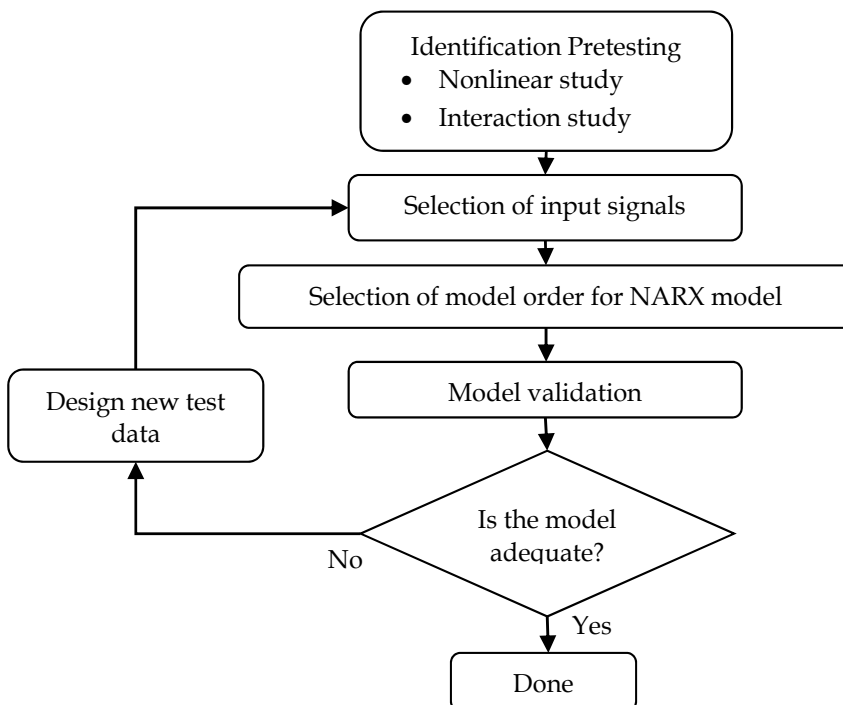 Identification Pretesting
• Nonlinear study
• Interaction study
Selection of input signals
Selection of model order for NARX model
Model validation
Design new test
data
Is the model
adequate?
No
Yes
Done